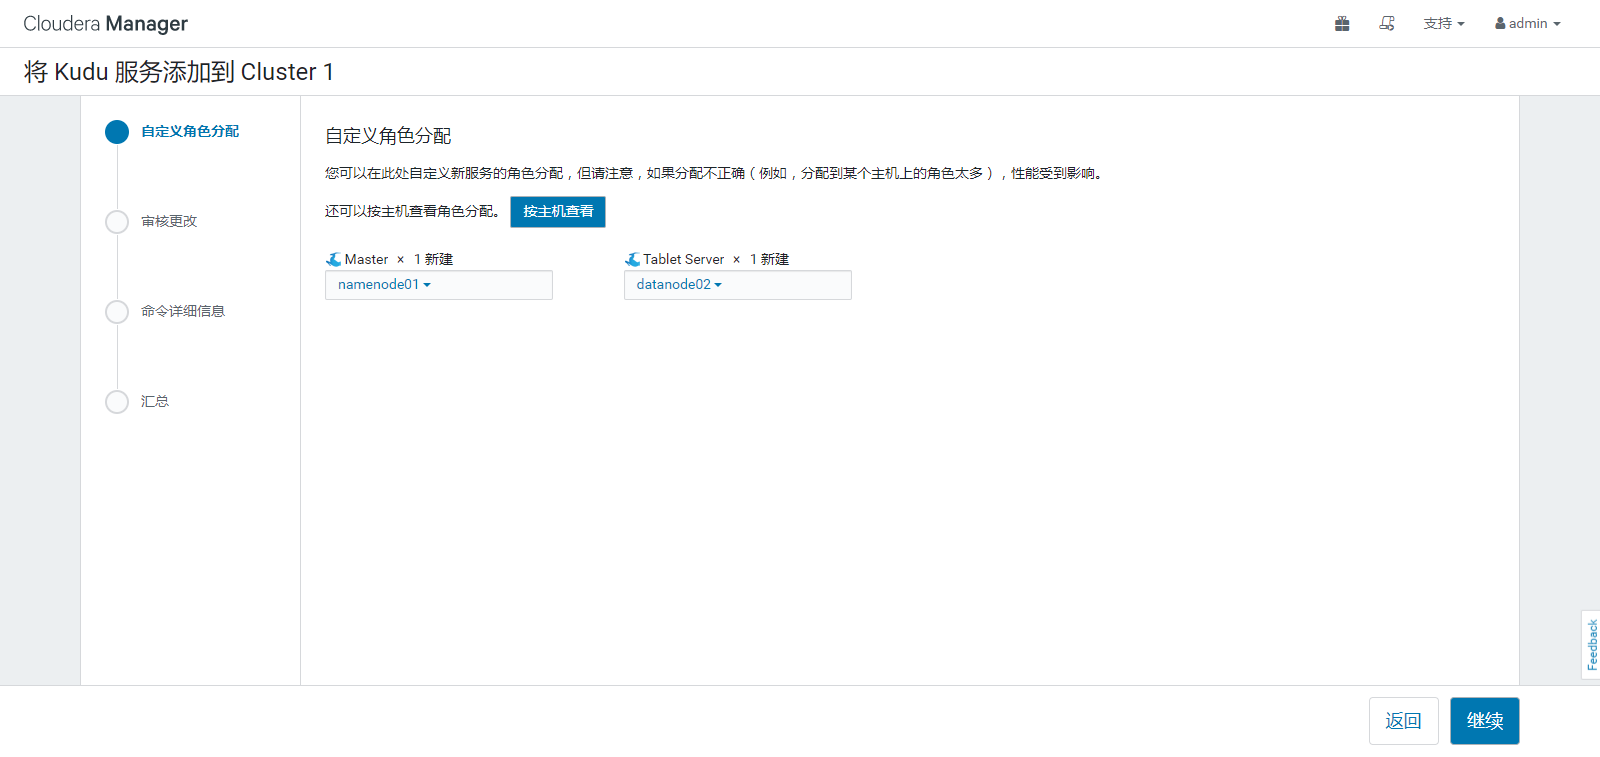 Cloudera Manager
支持
admin
将 Kudu 服务添加到 Cluster 1
自定义角色分配
审核更改
命令详细信息
汇总
自定义角色分配
您可以在此处自定义新服务的角色分配，但请注意，如果分配不正确（例如，分配到某个主机上的角色太多），性能受到影响。
还可以按主机查看角色分配。 按主机查看
Master × 1 新建
namenode01
Tablet Server × 1 新建
datanode02
Feedback
返回
继续